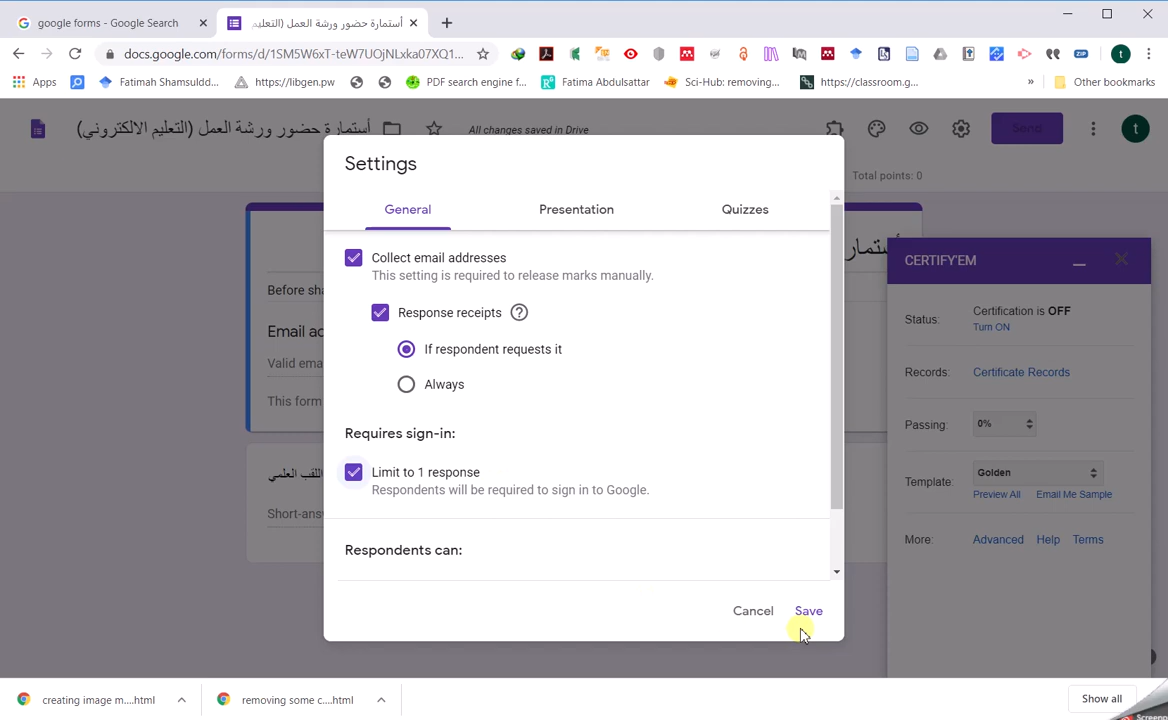 google forms - Google Search
أستمارة حضور ورشة العمل (التعليم
docs.google.com/forms/d/1SM5W6xT-teW7UOjNLxka07XQ1...
t
Apps
Fatimah Shamsuldd...
https://libgen.pw
PDF search engine f...
Fatima Abdulsattar
Sci-Hub: removing...
https://classroom.g...
»
Other bookmarks
أستمارة حضور ورشة العمل (التعليم الالكتروني)
All changes saved in Drive
Send
t
Total points: 0
Settings
General
Presentation
Quizzes
Collect email addresses
This setting is required to release marks manually.
Response receipts
If respondent requests it
Always
Requires sign-in:
Limit to 1 response
Respondents will be required to sign in to Google.
Respondents can:
Cancel
Save
أستمار
Before sha
Email ad
Valid emai
This form
اللقب العلمي
Short-ans
CERTIFY'EM
Status:
Certification is OFF
Turn ON
Records:
Certificate Records
Passing:
0%
Template:
Golden
Preview All
Email Me Sample
More:
Advanced
Help
Terms
creating image m....html
removing some c....html
Show all